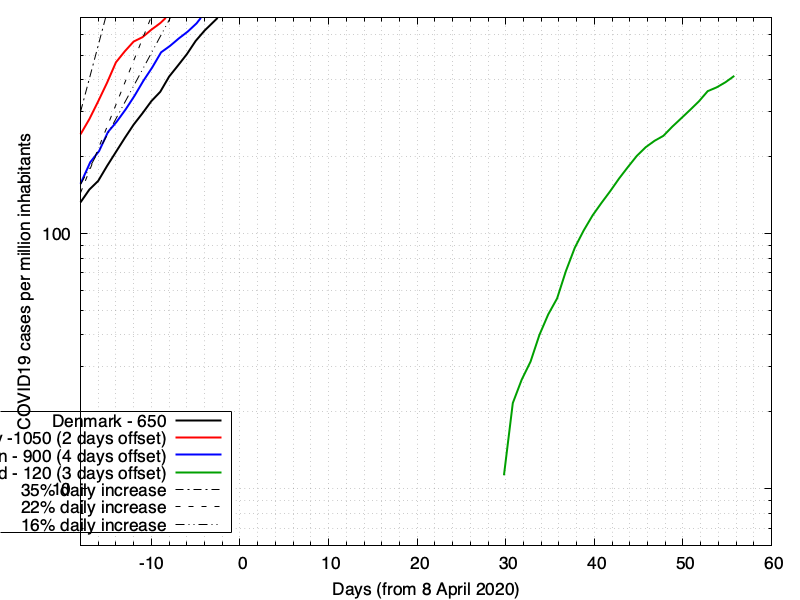 COVID19 cases per million inhabitants
100
10
Denmark - 650
-1050 (2 days offset)
- 900 (4 days offset)
- 120 (3 days offset)
35% daily increase
22% daily increase
16% daily increase
-10 0 10 20 30 40 50 60
Days (from 8 April 2020)